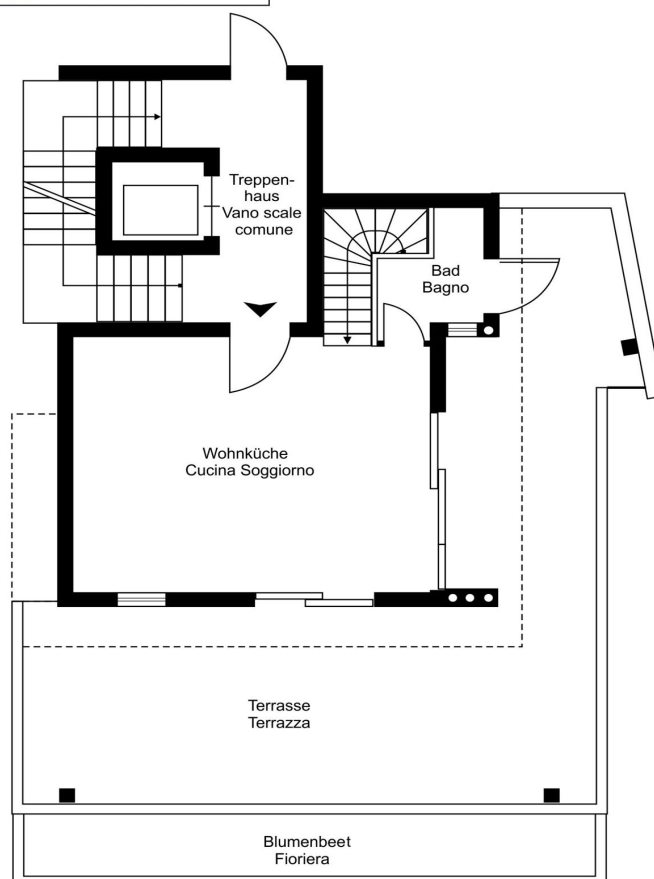 Treppen-
haus
Vano scale
comune
Bad
Bagno
Wohnküche
Cucina Soggiorno
Terrasse
Terrazza
Blumenbeet
Fioriera